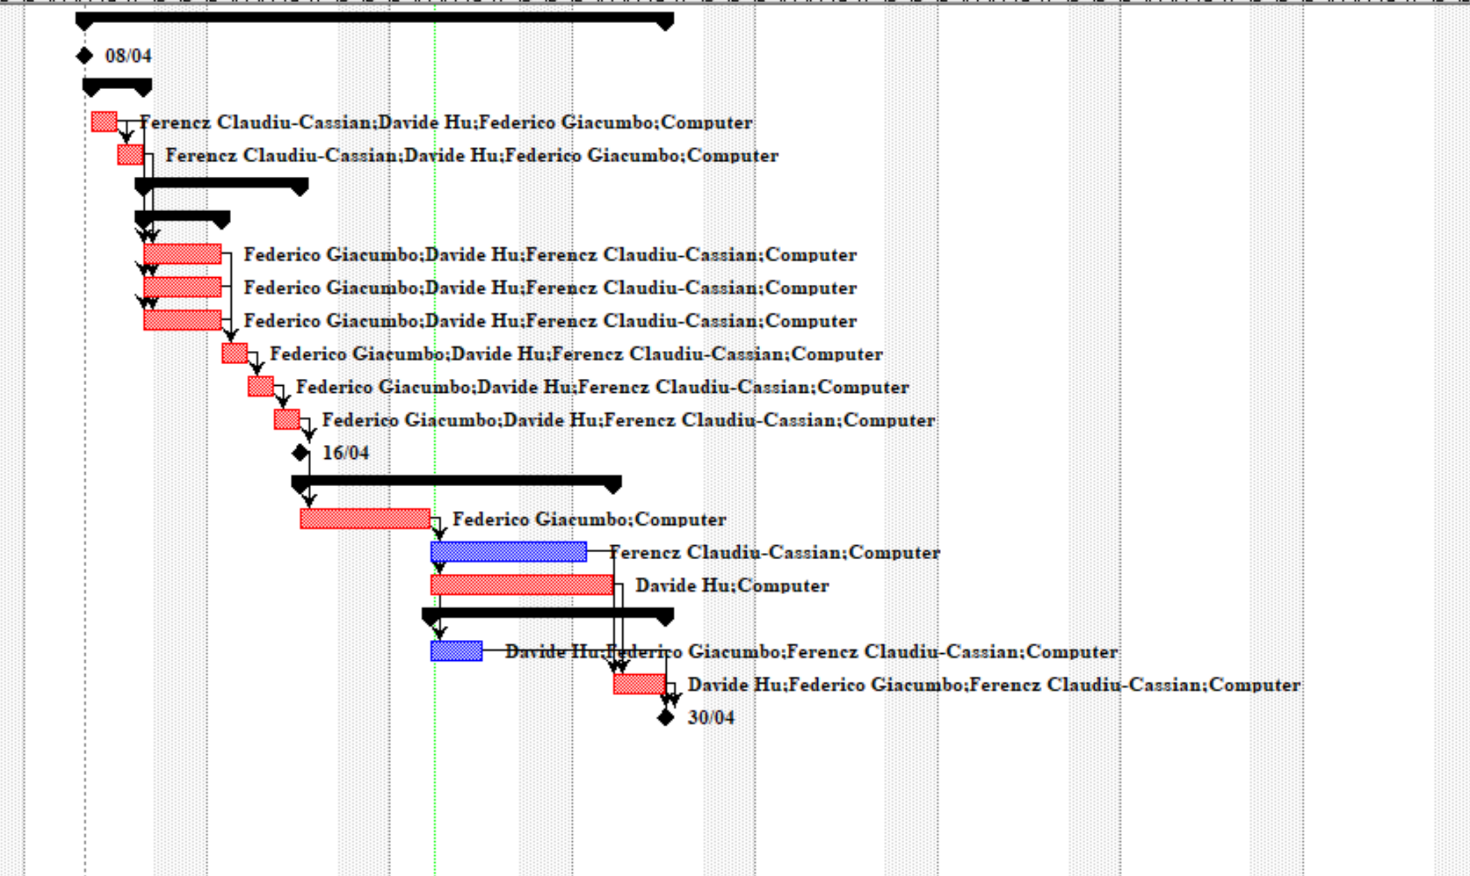 08/04
Ferencz Claudiu-Cassian;Davide Hu;Federico Giacumbo;Computer
Ferencz Claudiu-Cassian;Davide Hu;Federico Giacumbo;Computer
Federico Giacumbo;Davide Hu;Ferencz Claudiu-Cassian;Computer
Federico Giacumbo;Davide Hu;Ferencz Claudiu-Cassian;Computer
Federico Giacumbo;Davide Hu;Ferencz Claudiu-Cassian;Computer
Federico Giacumbo;Davide Hu;Ferencz Claudiu-Cassian;Computer
Federico Giacumbo;Davide Hu;Ferencz Claudiu-Cassian;Computer
Federico Giacumbo;Davide Hu;Ferencz Claudiu-Cassian;Computer
16/04
Federico Giacumbo;Computer
Ferencz Claudiu-Cassian;Computer
Davide Hu;Computer
Davide Hu;Federico Giacumbo;Ferencz Claudiu-Cassian;Computer
Davide Hu;Federico Giacumbo;Ferencz Claudiu-Cassian;Computer
30/04